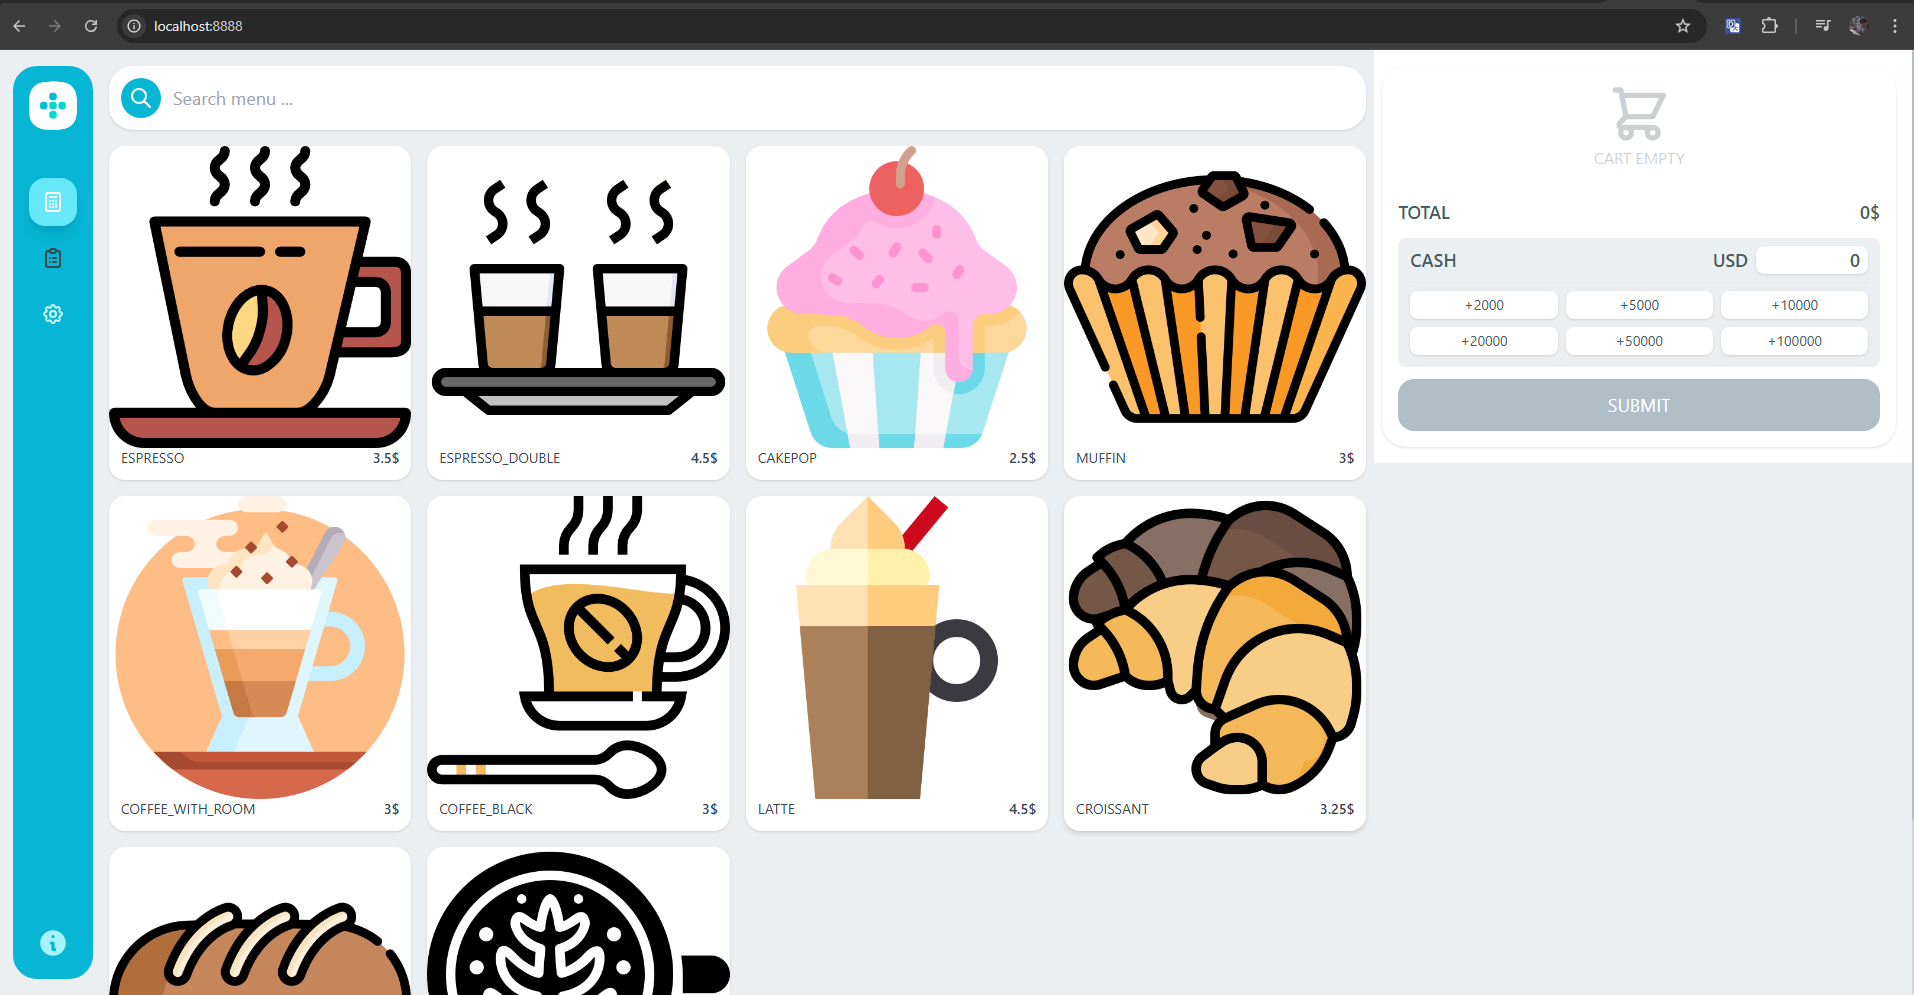 localhost:8888
Search menu ...
CART EMPTY
TOTAL 0$
CASH USD 0
+2000 +5000 +10000
+20000 +50000 +100000
SUBMIT
ESPRESSO 3.5$
ESPRESSO_DOUBLE 4.5$
CAKEPOP 2.5$
MUFFIN 3$
COFFEE_WITH_ROOM 3$
COFFEE_BLACK 3$
LATTE 4.5$
CROISSANT 3.25$